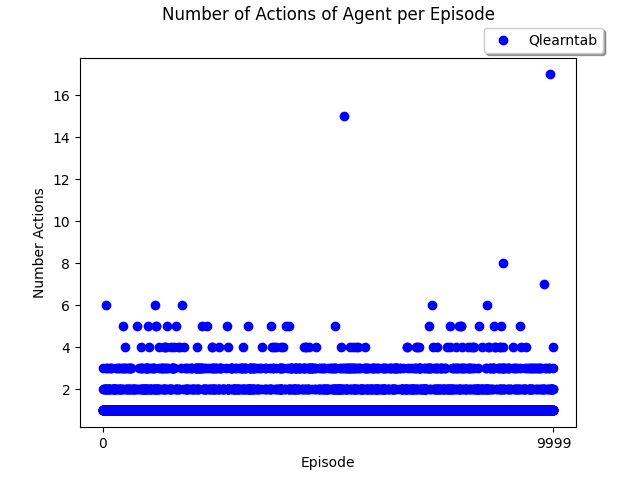 Number of Actions of Agent per Episode
Qlearntab
16
14
12
10
8
6
4
2
Number Actions
0
9999
Episode